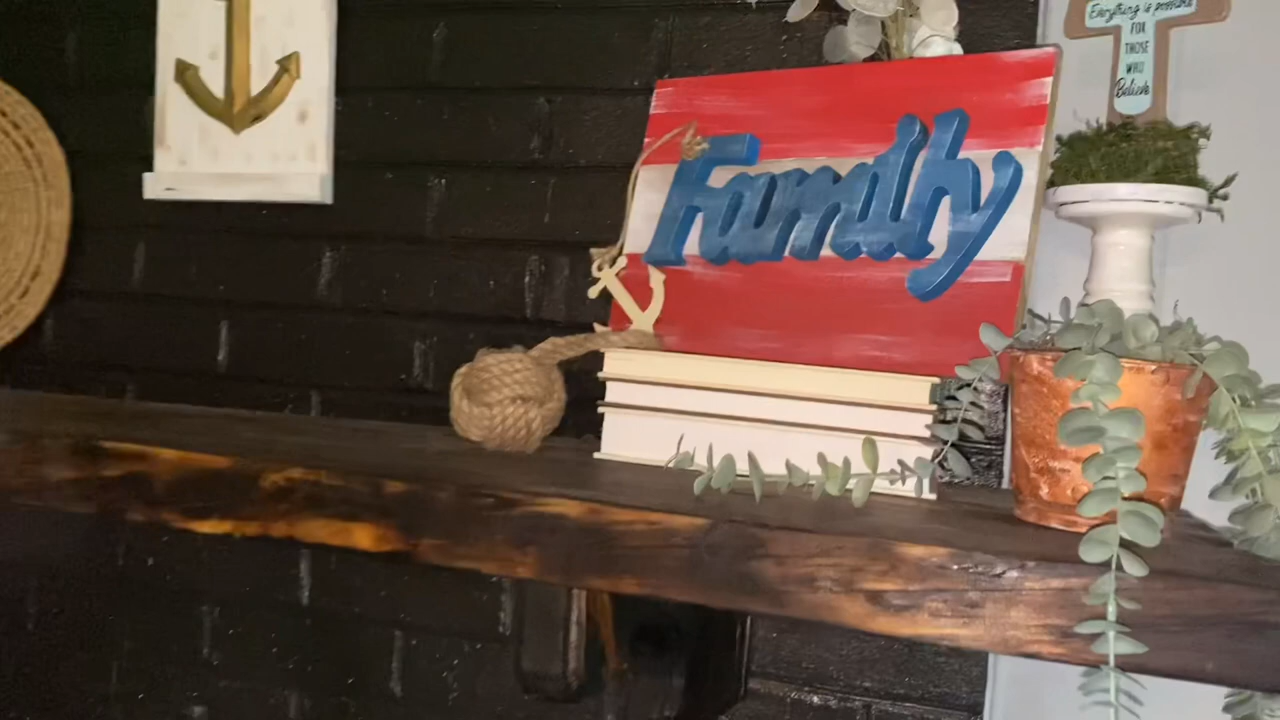 Everything is possible
FOR
THOSE
WHO
Believe
Family